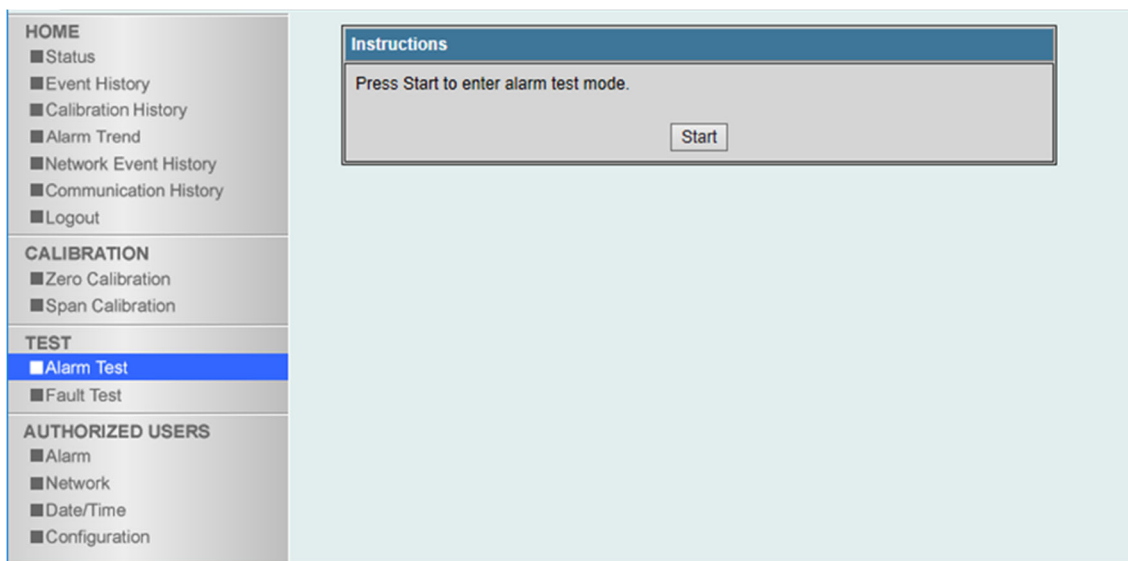 HOME
Status
Event History
Calibration History
Alarm Trend
Network Event History
Communication History
Logout
CALIBRATION
Zero Calibration
Span Calibration
TEST
Alarm Test
Fault Test
AUTHORIZED USERS
Alarm
Network
Date/Time
Configuration
Instructions
Press Start to enter alarm test mode.
Start